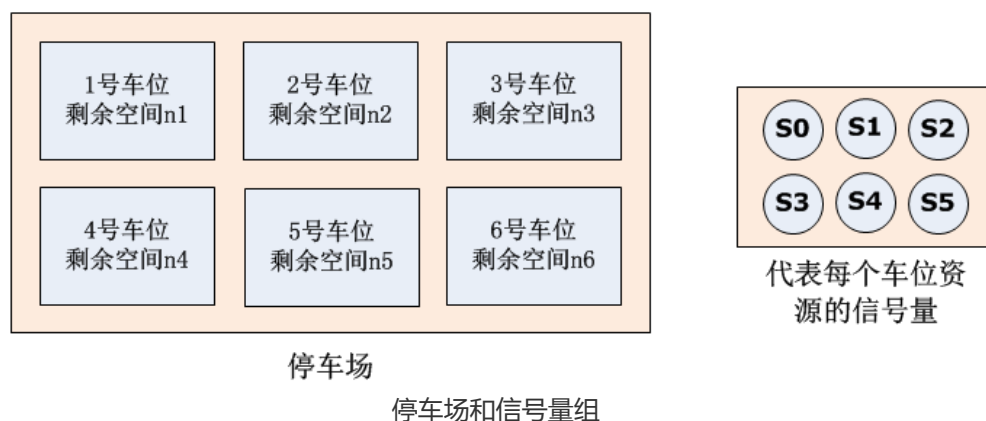 1号车位
剩余空间n1
2号车位
剩余空间n2
3号车位
剩余空间n3
4号车位
剩余空间n4
5号车位
剩余空间n5
6号车位
剩余空间n6
停车场
S0
S1
S2
S3
S4
S5
代表每个车位资
源的信号量
停车场和信号量组